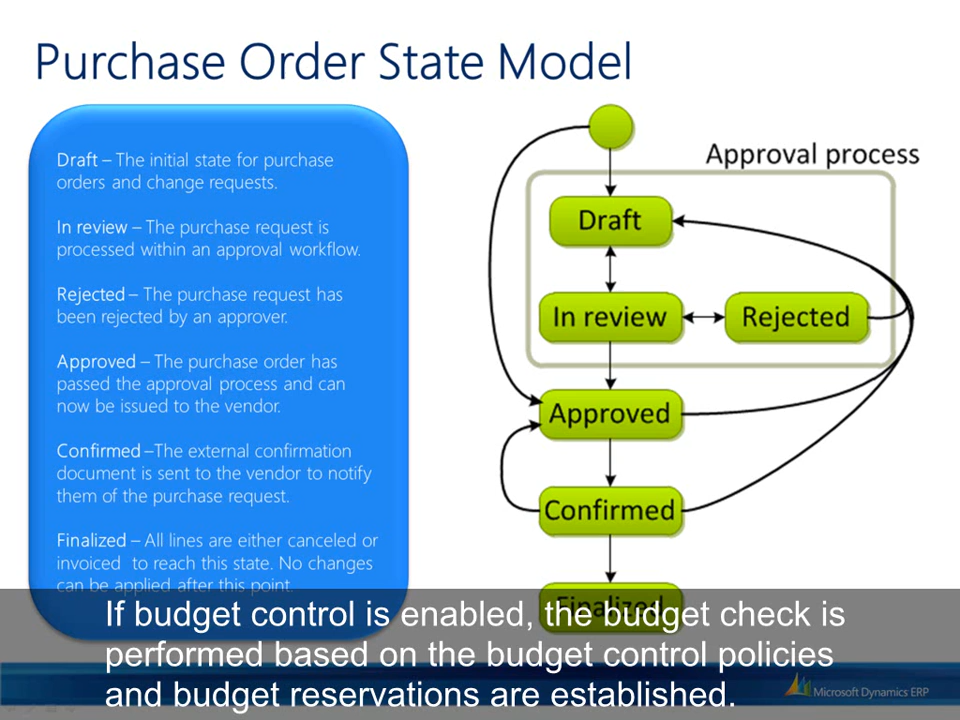 Purchase Order State Model
Draft – The initial state for purchase
orders and change requests.
In review – The purchase request is
processed within an approval workflow.
Rejected – The purchase request has
been rejected by an approver.
Approved – The purchase order has
passed the approval process and can
now be issued to the vendor.
Confirmed –The external confirmation
document is sent to the vendor to notify
them of the purchase request.
Finalized – All lines are either canceled or
invoiced  to reach this state. No changes
can be applied after this point.
Approval process
Draft
In review
Rejected
Approved
Confirmed
Finalized
If budget control is enabled, the budget check is
performed based on the budget control policies
and budget reservations are established.
Microsoft Dynamics ERP